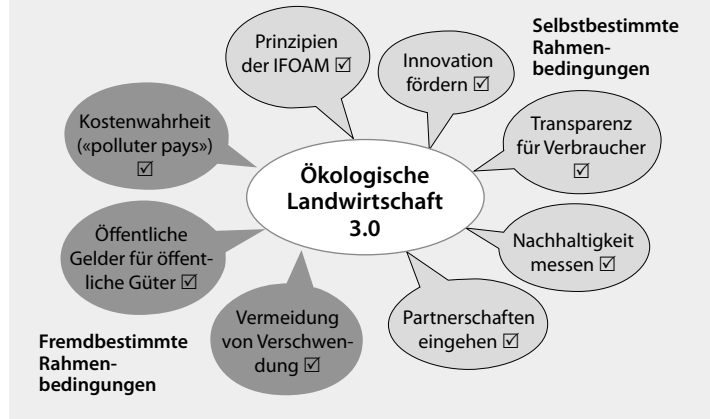 Selbstbestimmte
Rahmen-
bedingungen
Prinzipien
der IFOAM ☑
Innovation
fördern ☑
Transparenz
für Verbraucher
☑
Nachhaltigkeit
messen ☑
Partnerschaften
eingehen ☑
Vermeidung
von Verschwen-
dung ☑
Öffentliche
Gelder für öffent-
liche Güter ☑
Kostenwahrheit
(«polluter pays»)
☑
Ökologische
Landwirtschaft
3.0
Fremdbestimmte
Rahmen-
bedingungen